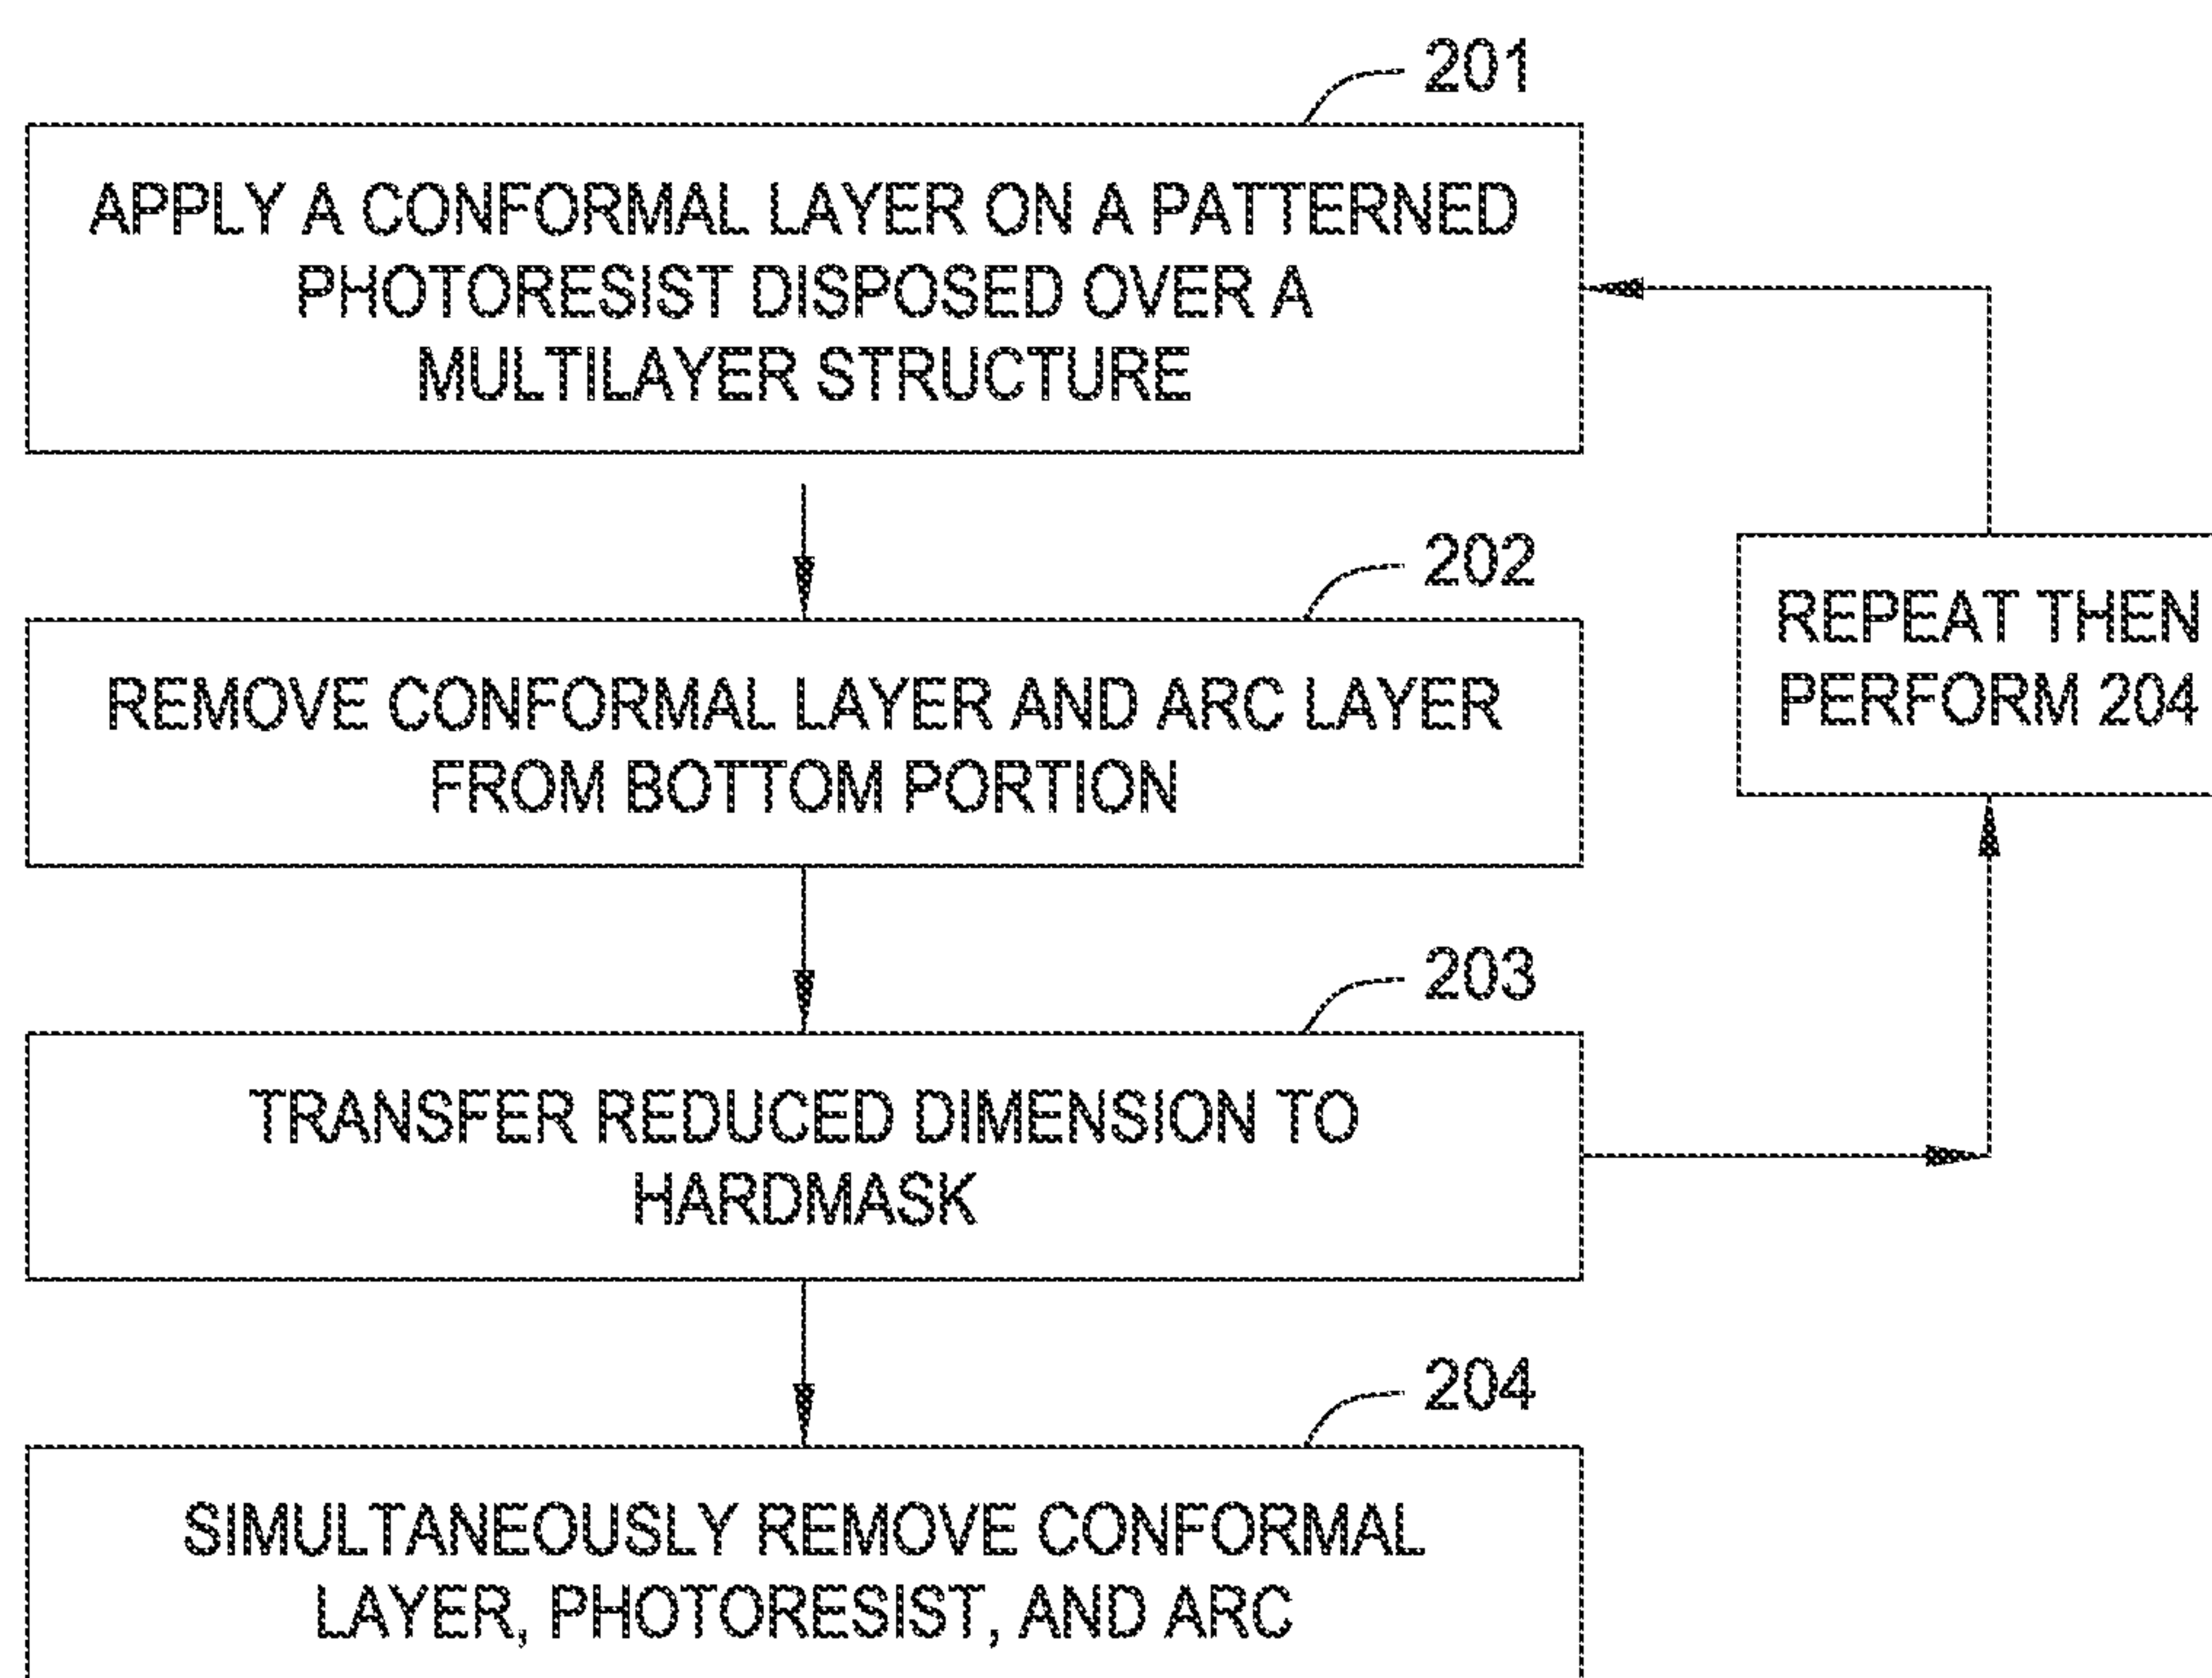 201
APPLY A CONFORMAL LAYER ON A PATTERNED
PHOTORESIST DISPOSED OVER A
MULTILAYER STRUCTURE
202
REMOVE CONFORMAL LAYER AND ARC LAYER
FROM BOTTOM PORTION
REPEAT THEN
PERFORM 204
203
TRANSFER REDUCED DIMENSION TO
HARDMASK
204
SIMULTANEOUSLY REMOVE CONFORMAL
LAYER, PHOTORESIST, AND ARC